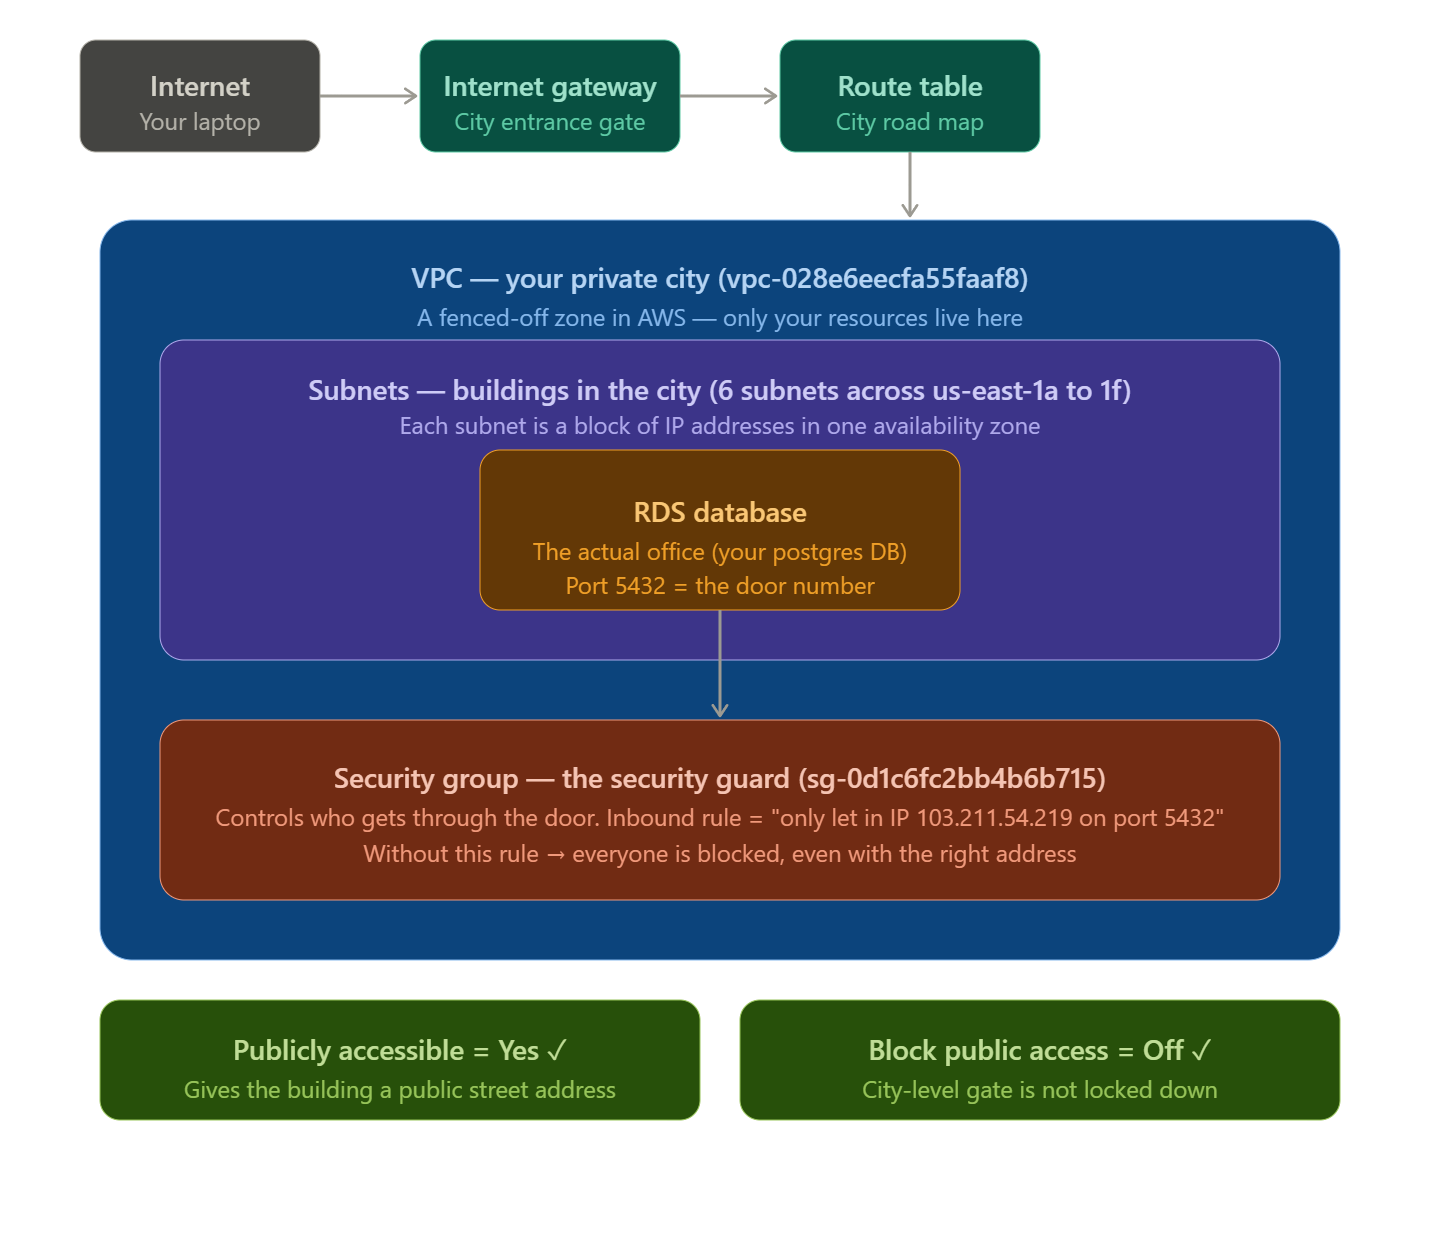 Internet
Your laptop
Internet gateway
City entrance gate
Route table
City road map
VPC — your private city (vpc-028e6eecfa55faaf8)
A fenced-off zone in AWS — only your resources live here
Subnets — buildings in the city (6 subnets across us-east-1a to 1f)
Each subnet is a block of IP addresses in one availability zone
RDS database
The actual office (your postgres DB)
Port 5432 = the door number
Security group — the security guard (sg-0d1c6fc2bb4b6b715)
Controls who gets through the door. Inbound rule = "only let in IP 103.211.54.219 on port 5432"
Without this rule → everyone is blocked, even with the right address
Publicly accessible = Yes ✓
Gives the building a public street address
Block public access = Off ✓
City-level gate is not locked down